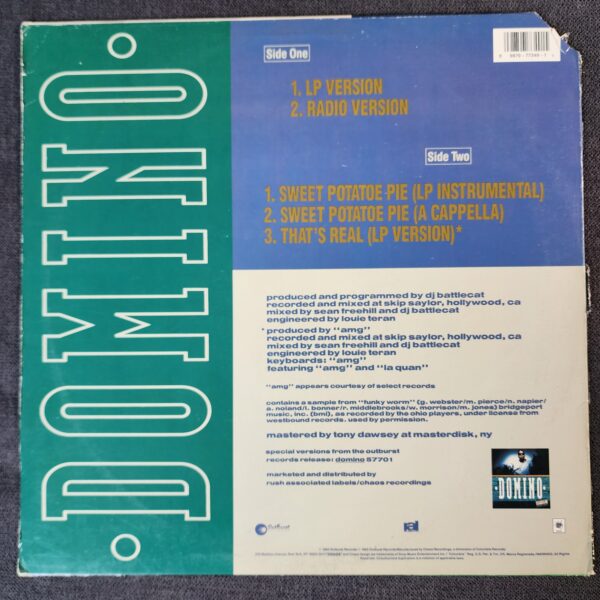 ·DOMINO·
Side One
1. LP VERSION
2. RADIO VERSION
Side Two
1. SWEET POTATOE PIE (LP INSTRUMENTAL)
2. SWEET POTATOE PIE (A CAPPELLA)
3. THAT'S REAL (LP VERSION)*
produced and programmed by dj battlecat
recorded and mixed at skip saylor, hollywood, ca
mixed by sean freehill and dj battlecat
engineered by louie teran
* produced by "amg"
recorded and mixed at skip saylor, hollywood, ca
mixed by sean freehill and dj battlecat
engineered by louie teran
keyboards: "amg"
featuring "amg" and "la quan"
"amg" appears courtesy of select records
contains a sample from "funky worm" (g. webster/m. pierce/n. napier/
a. noland/l. bonner/r. middlebrooks/w. morrison/m. jones) bridgeport
music, inc. (bmi), as recorded by the ohio players, under license from
westbound records. used by permission.
mastered by tony dawsey at masterdisk, ny
special versions from the outburst
records release: domino 57701
marketed and distributed by
rush associated labels/chaos recordings
·DOMINO·
Outburst
ral